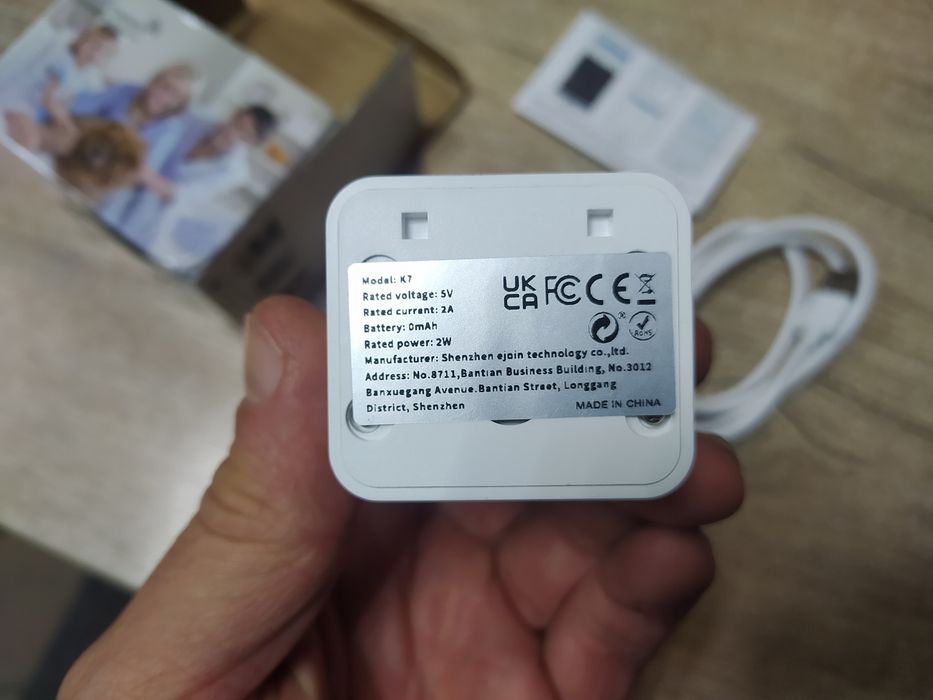 Model: K7
Rated voltage: 5V
Rated current: 2A
Battery: 0mAh
Rated power: 2W
Manufacturer: Shenzhen ejoin technology co.,ltd.
Address: No.8711,Bantian Business Building, No.3012
Banxuegang Avenue.Bantian Street, Longgang
District, Shenzhen
MADE IN CHINA
UK
CA
FC
CE
RoHS